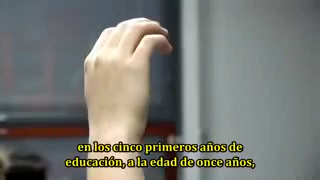 en los cinco primeros años de
educación, a la edad de once años,